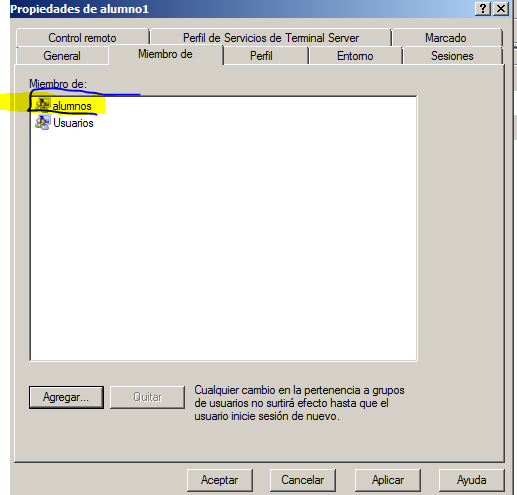 Propiedades de alumno1
Control remoto
Perfil de Servicios de Terminal Server
Marcado
General
Miembro de
Perfil
Entorno
Sesiones
Miembro de:
alumnos
Usuarios
Agregar...
Quitar
Cualquier cambio en la pertenencia a grupos
de usuarios no surtirá efecto hasta que el
usuario inicie sesión de nuevo.
Aceptar
Cancelar
Aplicar
Ayuda